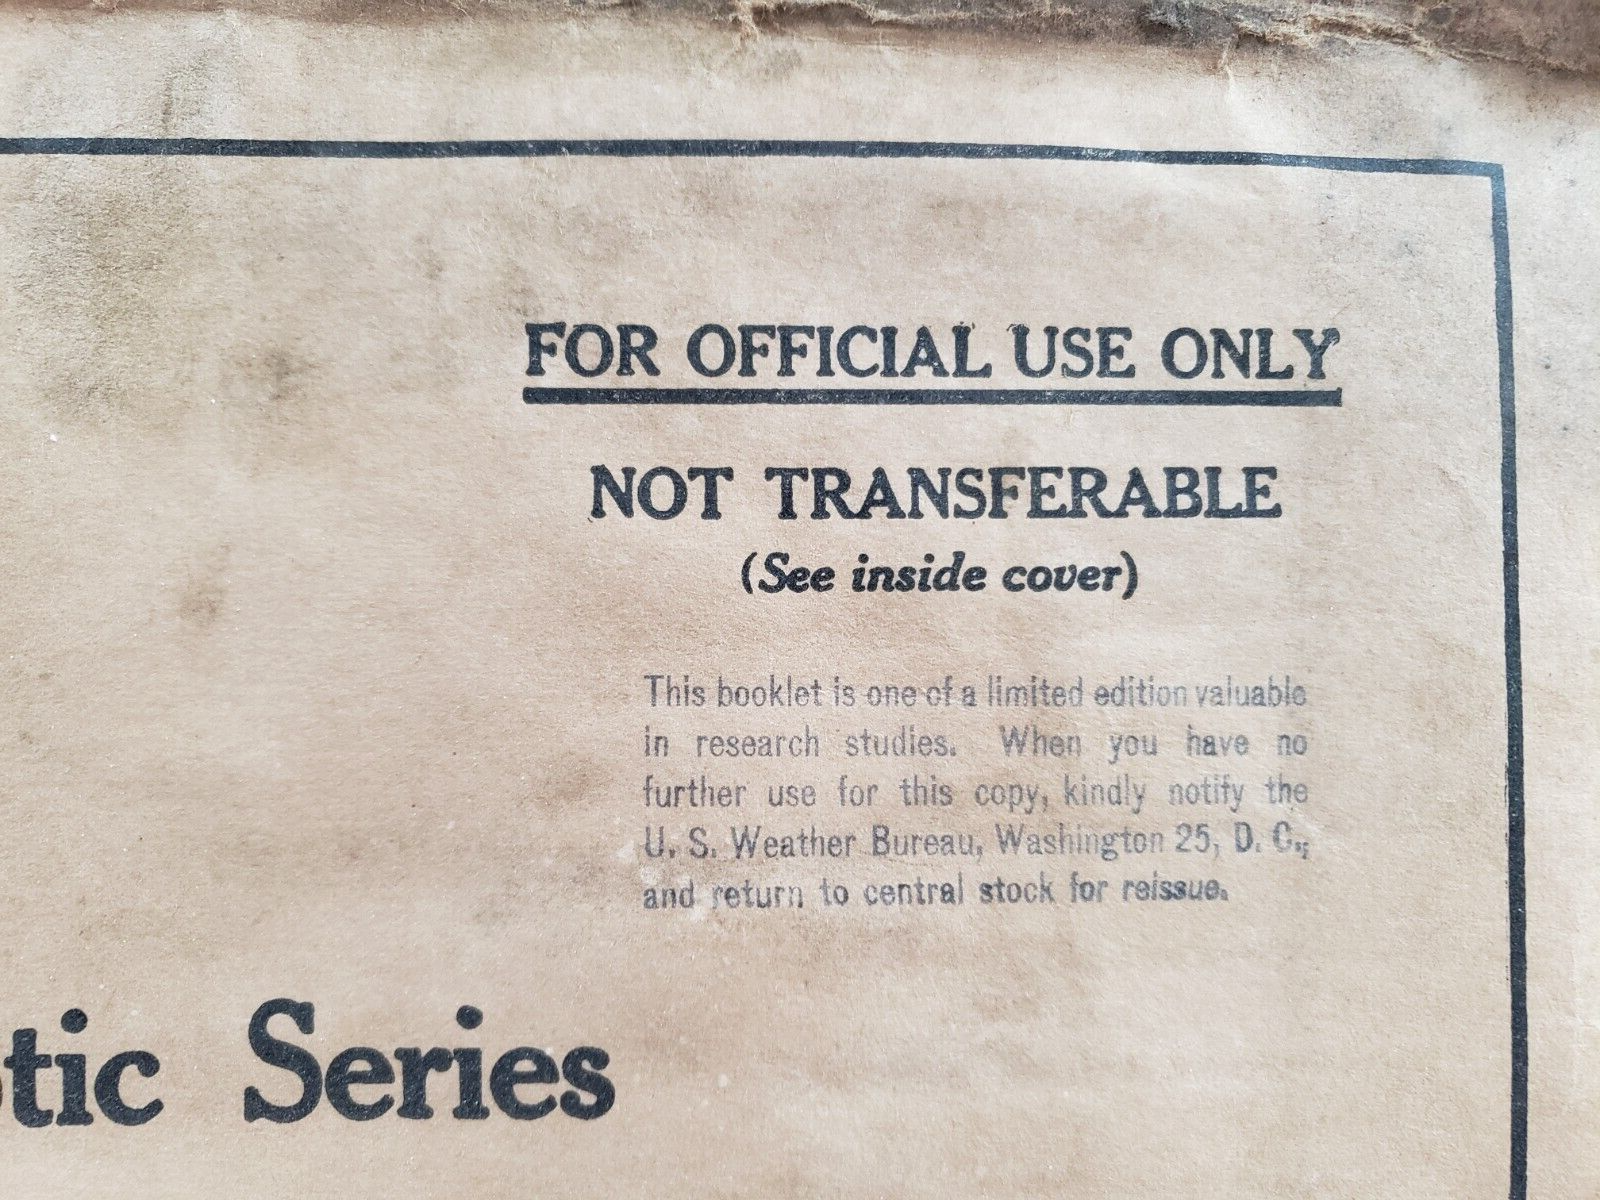 FOR OFFICIAL USE ONLY
NOT TRANSFERABLE
(See inside cover)
This booklet is one of a limited edition valuable
in research studies. When you have no
further use for this copy, kindly notify the
U. S. Weather Bureau, Washington 25, D. C.,
and return to central stock for reissue.
tic Series